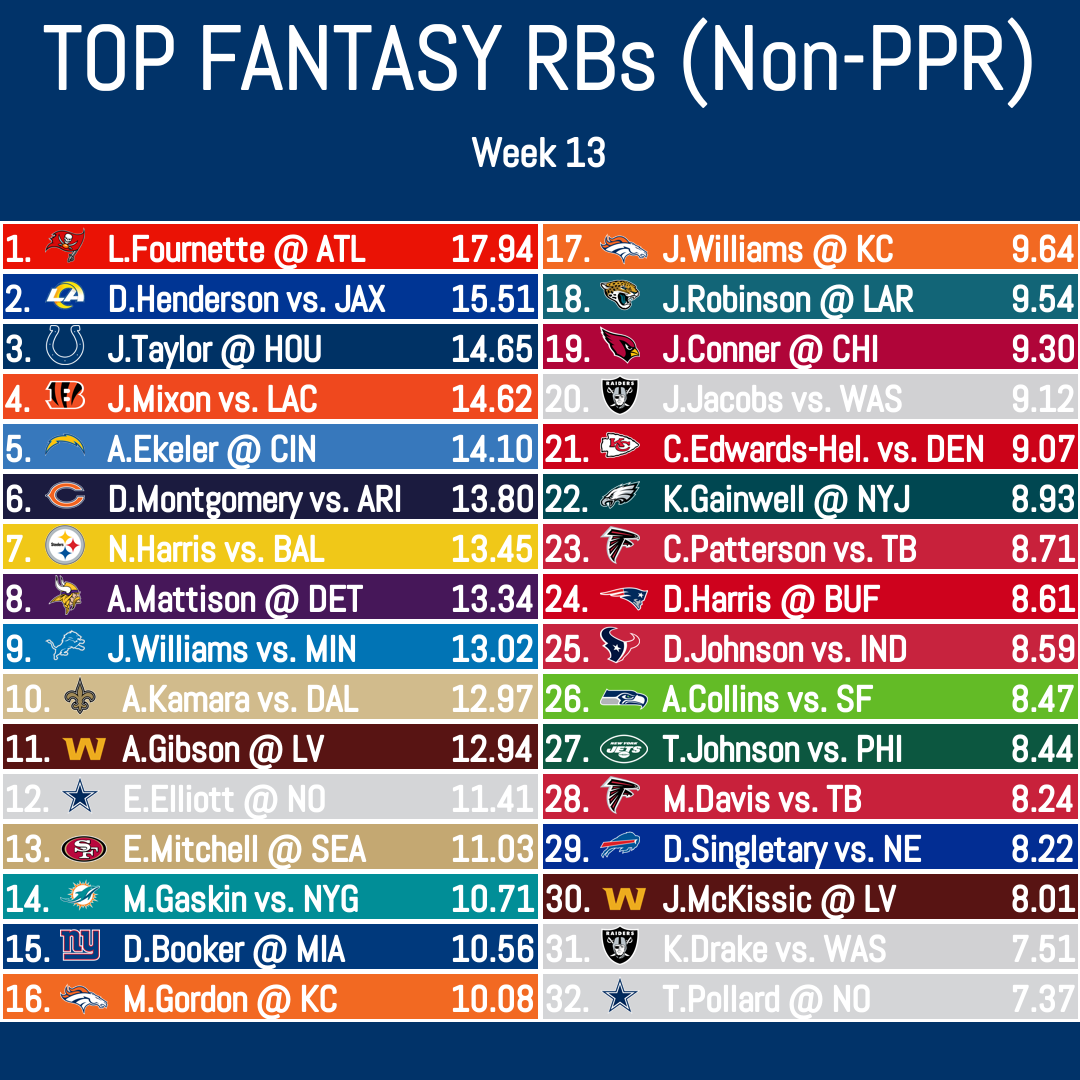 TOP FANTASY RBs (Non-PPR)
Week 13
1. L.Fournette @ ATL 17.94
2. D.Henderson vs. JAX 15.51
3. J.Taylor @ HOU 14.65
4. J.Mixon vs. LAC 14.62
5. A.Ekeler @ CIN 14.10
6. D.Montgomery vs. ARI 13.80
7. N.Harris vs. BAL 13.45
8. A.Mattison @ DET 13.34
9. J.Williams vs. MIN 13.02
10. A.Kamara vs. DAL 12.97
11. W A.Gibson @ LV 12.94
12. E.Elliott @ NO 11.41
13. SF E.Mitchell @ SEA 11.03
14. M.Gaskin vs. NYG 10.71
15. ny D.Booker @ MIA 10.56
16. M.Gordon @ KC 10.08
17. J.Williams @ KC 9.64
18. J.Robinson @ LAR 9.54
19. J.Conner @ CHI 9.30
20. RAIDERS J.Jacobs vs. WAS 9.12
21. KC C.Edwards-Hel. vs. DEN 9.07
22. K.Gainwell @ NYJ 8.93
23. C.Patterson vs. TB 8.71
24. D.Harris @ BUF 8.61
25. D.Johnson vs. IND 8.59
26. A.Collins vs. SF 8.47
27. NEW YORK JETS T.Johnson vs. PHI 8.44
28. M.Davis vs. TB 8.24
29. D.Singletary vs. NE 8.22
30. W J.McKissic @ LV 8.01
31. RAIDERS K.Drake vs. WAS 7.51
32. T.Pollard @ NO 7.37